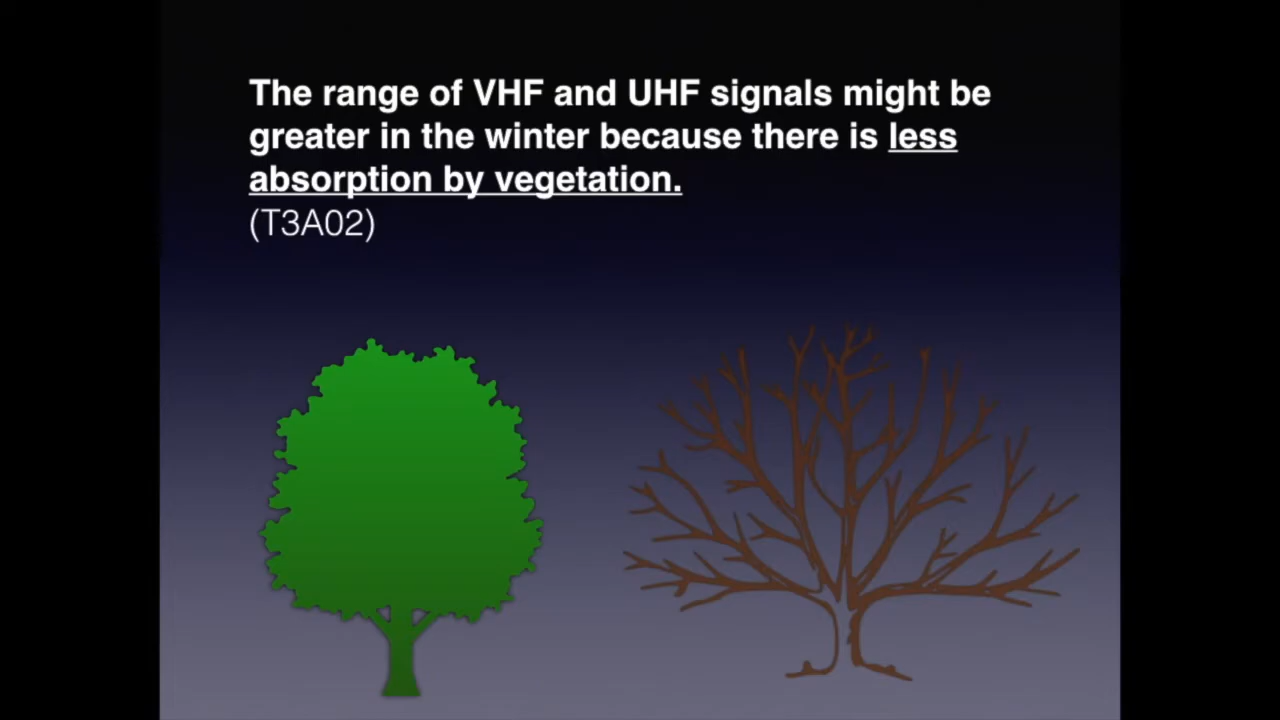 The range of VHF and UHF signals might be
greater in the winter because there is less
absorption by vegetation.
(T3A02)